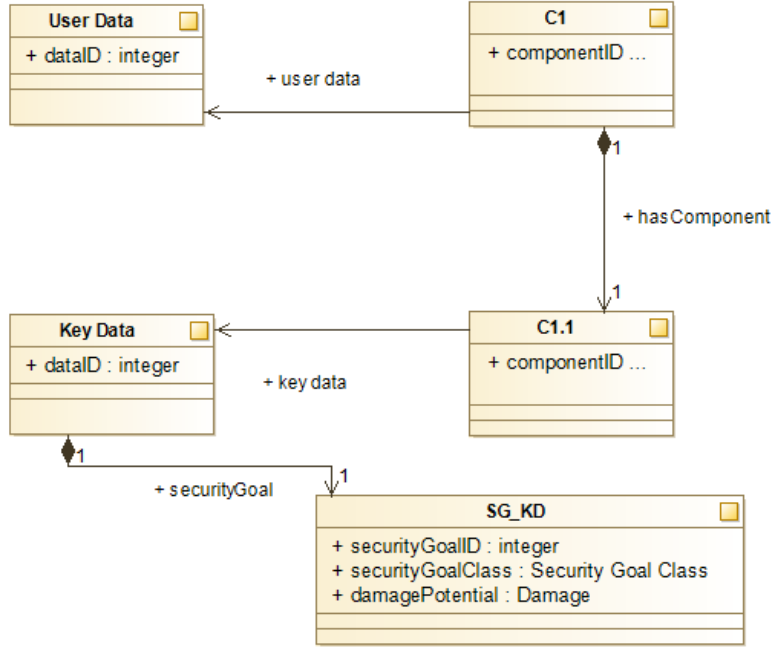 User Data
+ dataID : integer
C1
+ componentID ...
+ user data
1
+ hasComponent
1
Key Data
+ dataID : integer
C1.1
+ componentID ...
+ key data
1
+ securityGoal
1
SG_KD
+ securityGoalID : integer
+ securityGoalClass : Security Goal Class
+ damagePotential : Damage